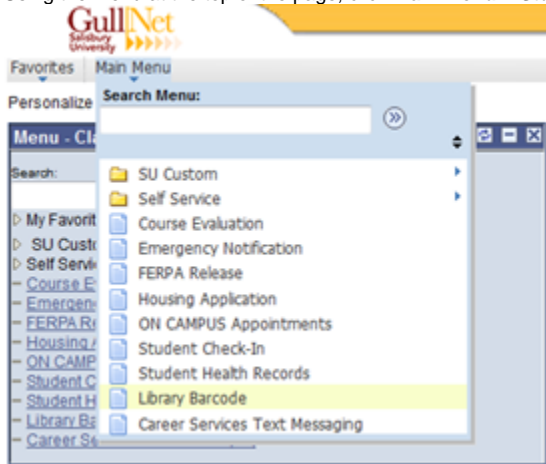 GullNet
Salisbury
University
Favorites Main Menu
Personalize
Search Menu:
Menu - Cla
Search:
SU Custom
Self Service
Course Evaluation
Emergency Notification
FERPA Release
Housing Application
ON CAMPUS Appointments
Student Check-In
Student Health Records
Library Barcode
Career Services Text Messaging
My Favorit
SU Custo
Self Servi
Course E
Emergen
FERPA R
Housing
ON CAMP
Student C
Student H
Library Ba
Career Se